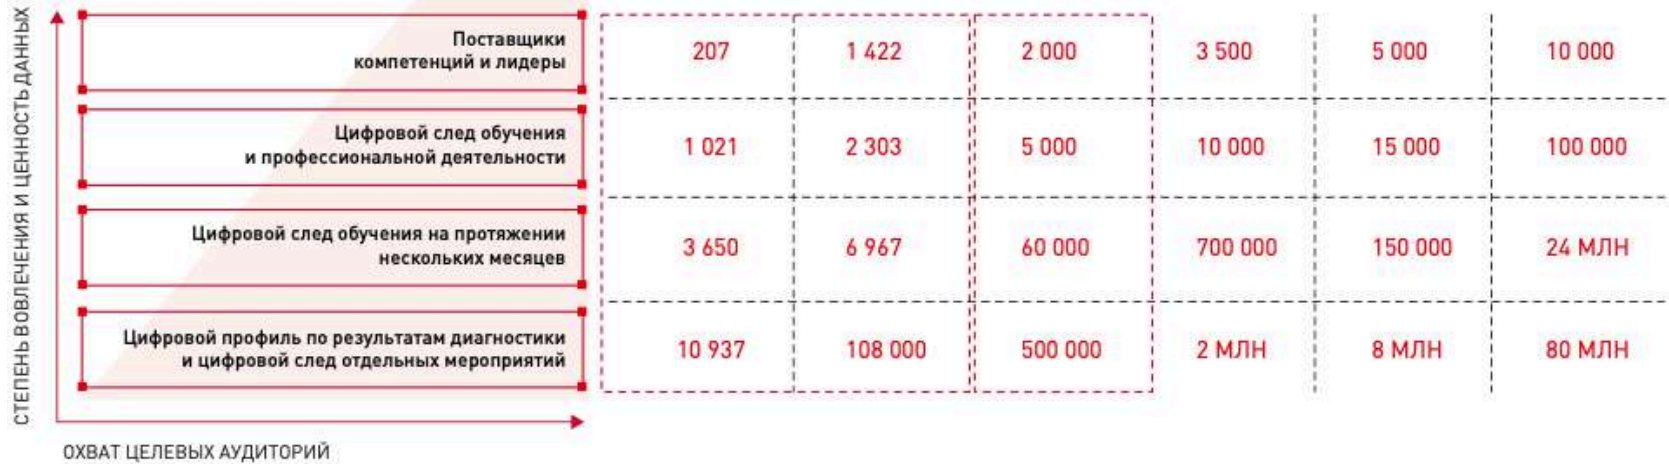 СТЕПЕНЬ ВОВЛЕЧЕНИЯ И ЦЕННОСТЬ ДАННЫХ
Поставщики
компетенций и лидеры
207 1 422 2 000 3 500 5 000 10 000
Цифровой след обучения
и профессиональной деятельности
1 021 2 303 5 000 10 000 15 000 100 000
Цифровой след обучения на протяжении
нескольких месяцев
3 650 6 967 60 000 700 000 150 000 24 МЛН
Цифровой профиль по результатам диагностики
и цифровой след отдельных мероприятий
10 937 108 000 500 000 2 МЛН 8 МЛН 80 МЛН
ОХВАТ ЦЕЛЕВЫХ АУДИТОРИЙ